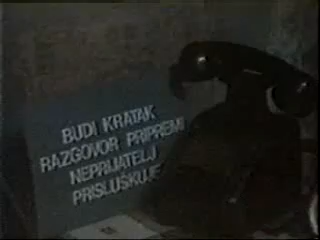 BUDI KRATAK
RAZGOVOR PRIPREMI
NEPRIJATELJ
PRISLUŠKUJE